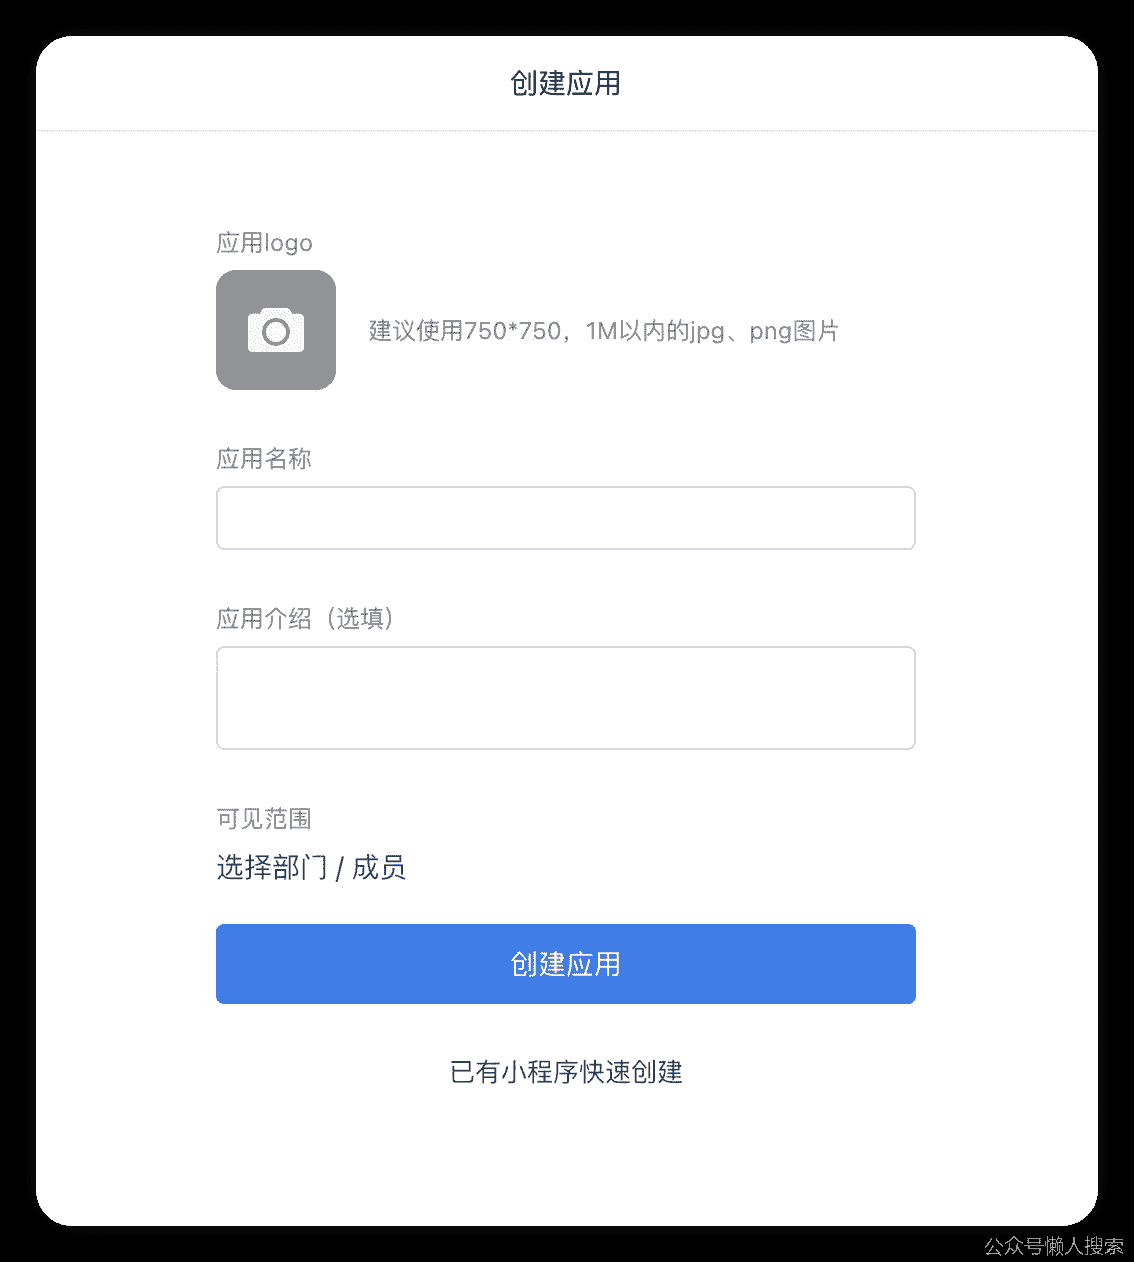 创建应用
应用logo
建议使用750*750，1M以内的jpg、png图片
应用名称
应用介绍（选填）
可见范围
选择部门 / 成员
创建应用
已有小程序快速创建
公众号懒人搜索